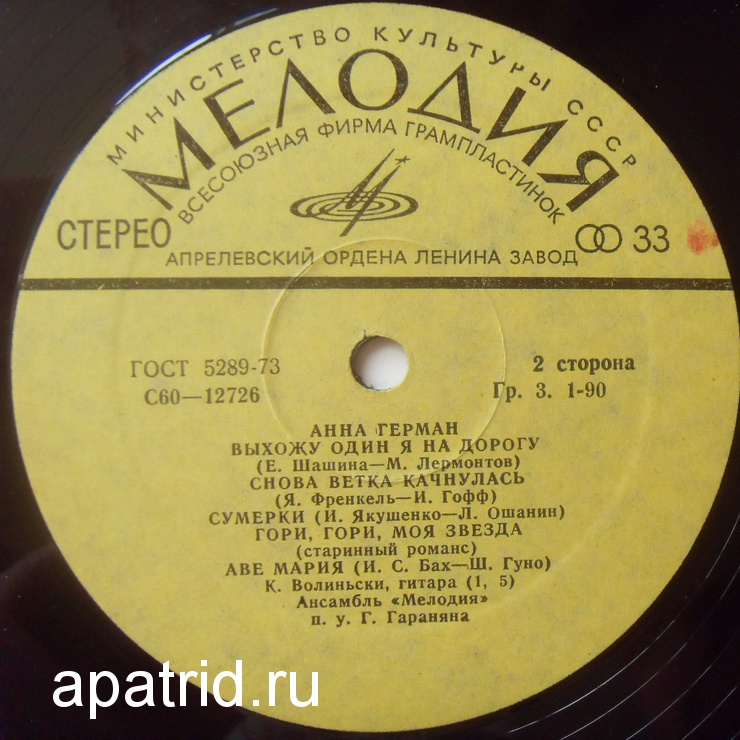 МИНИСТЕРСТВО КУЛЬТУРЫ СССР
МЕЛОДИЯ
ВСЕСОЮЗНАЯ ФИРМА ГРАМПЛАСТИНОК
СТЕРЕО
33
АПРЕЛЕВСКИЙ ОРДЕНА ЛЕНИНА ЗАВОД
ГОСТ 5289-73
2 сторона
С60—12726
Гр. 3. 1-90
АННА ГЕРМАН
ВЫХОЖУ ОДИН Я НА ДОРОГУ
(Е. Шашина—М. Лермонтов)
СНОВА ВЕТКА КАЧНУЛАСЬ
(Я. Френкель—И. Гофф)
СУМЕРКИ (И. Якушенко—Л. Ошанин)
ГОРИ, ГОРИ, МОЯ ЗВЕЗДА
(старинный романс)
АВЕ МАРИЯ (И. С. Бах—Ш. Гуно)
К. Волиньски, гитара (1, 5)
Ансамбль «Мелодия»
п. у. Г. Гараняна
apatrid.ru